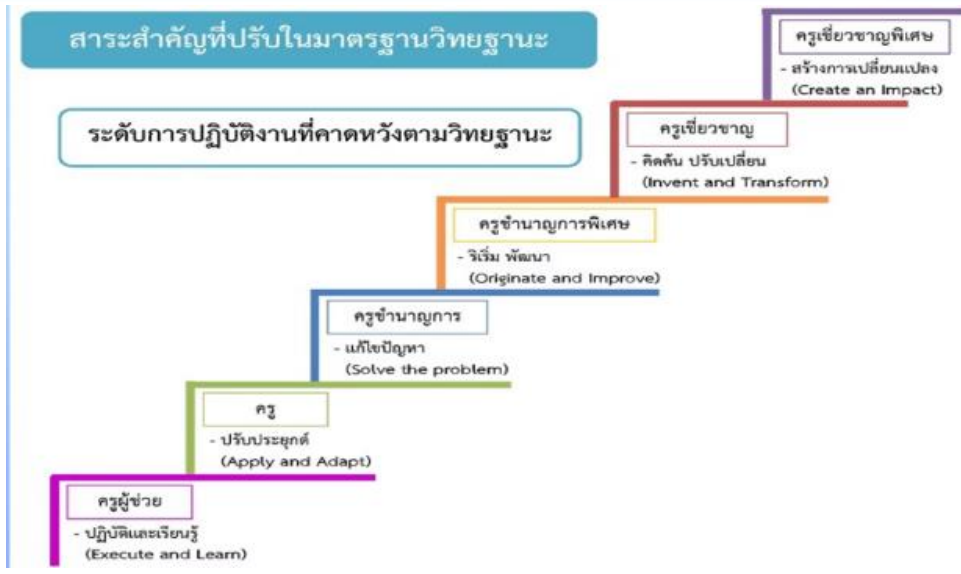 สาระสำคัญที่ปรับในมาตรฐานวิทยฐานะ
ระดับการปฏิบัติงานที่คาดหวังตามวิทยฐานะ
ครูเชี่ยวชาญพิเศษ
- สร้างการเปลี่ยนแปลง
(Create an Impact)
ครูเชี่ยวชาญ
- คิดค้น ปรับเปลี่ยน
(Invent and Transform)
ครูชำนาญการพิเศษ
- ริเริ่ม พัฒนา
(Originate and Improve)
ครูชำนาญการ
- แก้ไขปัญหา
(Solve the problem)
ครู
- ปรับประยุกต์
(Apply and Adapt)
ครูผู้ช่วย
- ปฏิบัติและเรียนรู้
(Execute and Learn)